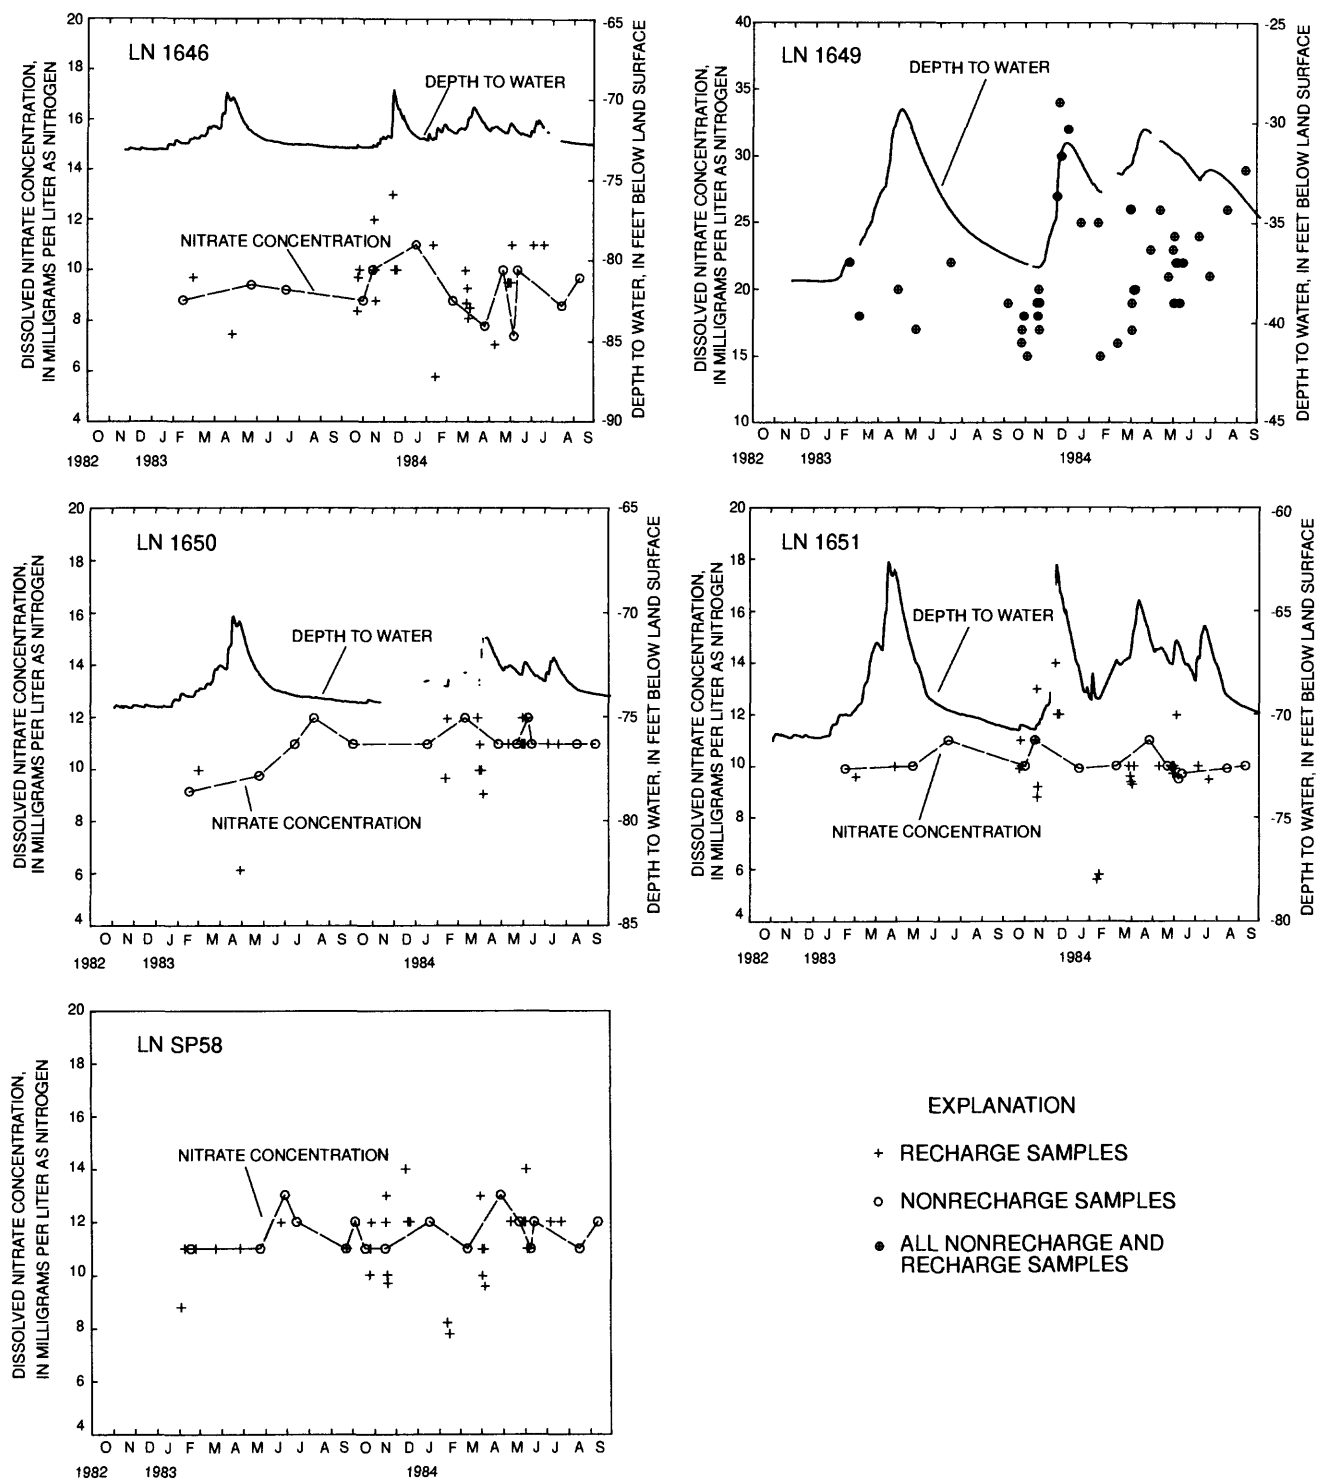 LN 1646
DISSOLVED NITRATE CONCENTRATION,
IN MILLIGRAMS PER LITER AS NITROGEN
20
18
16
14
12
10
8
6
4
DEPTH TO WATER
NITRATE CONCENTRATION
-65
-70
-75
-80
-85
-90
DEPTH TO WATER, IN FEET BELOW LAND SURFACE
O N D J F M A M J J A S O N D J F M A M J J A S
1982 1983 1984
LN 1649
DISSOLVED NITRATE CONCENTRATION,
IN MILLIGRAMS PER LITER AS NITROGEN
40
35
30
25
20
15
10
DEPTH TO WATER
-25
-30
-35
-40
-45
DEPTH TO WATER, IN FEET BELOW LAND SURFACE
O N D J F M A M J J A S O N D J F M A M J J A S
1982 1983 1984
LN 1650
DISSOLVED NITRATE CONCENTRATION,
IN MILLIGRAMS PER LITER AS NITROGEN
20
18
16
14
12
10
8
6
4
DEPTH TO WATER
NITRATE CONCENTRATION
-65
-70
-75
-80
-85
DEPTH TO WATER, IN FEET BELOW LAND SURFACE
O N D J F M A M J J A S O N D J F M A M J J A S
1982 1983 1984
LN 1651
DISSOLVED NITRATE CONCENTRATION,
IN MILLIGRAMS PER LITER AS NITROGEN
20
18
16
14
12
10
8
6
4
DEPTH TO WATER
NITRATE CONCENTRATION
-60
-65
-70
-75
-80
DEPTH TO WATER, IN FEET BELOW LAND SURFACE
O N D J F M A M J J A S O N D J F M A M J J A S
1982 1983 1984
LN SP58
DISSOLVED NITRATE CONCENTRATION,
IN MILLIGRAMS PER LITER AS NITROGEN
20
18
16
14
12
10
8
6
4
NITRATE CONCENTRATION
O N D J F M A M J J A S O N D J F M A M J J A S
1982 1983 1984
EXPLANATION
+ RECHARGE SAMPLES
NONRECHARGE SAMPLES
ALL NONRECHARGE AND
RECHARGE SAMPLES